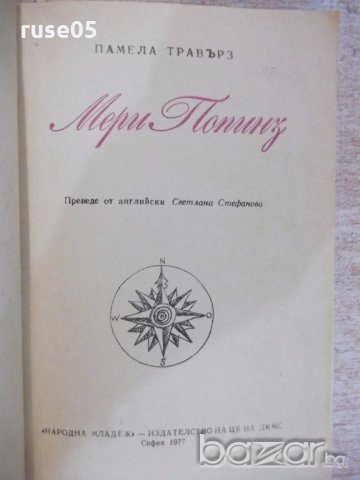 ruse05
ПАМЕЛА ТРАВЪРЗ
Мери Попинз
Преведе от английски Светлана Стефанова
N
W O
S
«НАРОДНА МЛАДЕЖ» — ИЗДАТЕЛСТВО НА ЦК НА ДКМС
София 1977
bazar.bg